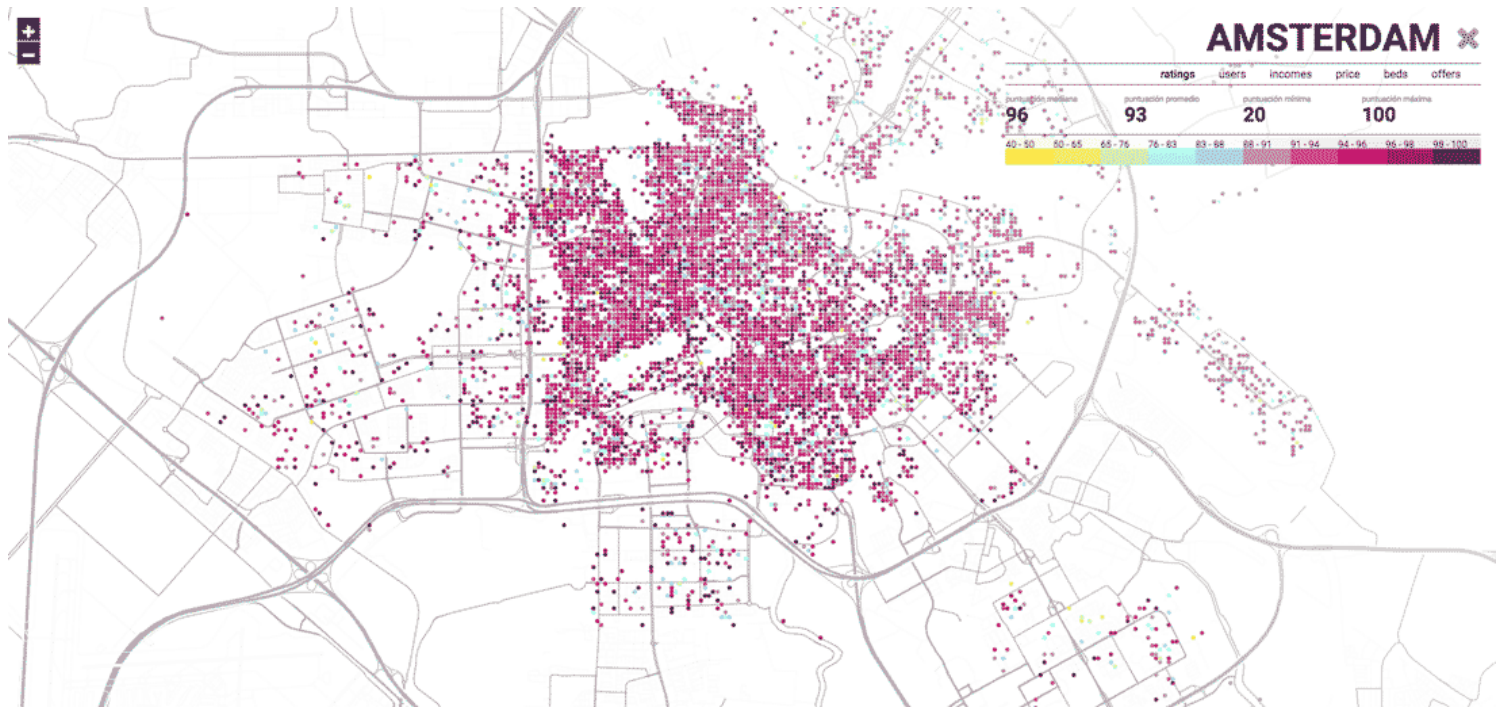 +
−
AMSTERDAM ×
ratings users incomes price beds offers
puntuación mediana puntuación promedio puntuación mínima puntuación máxima
96 93 20 100
40 - 50 50 - 65 65 - 76 76 - 83 83 - 88 88 - 91 91 - 94 94 - 96 96 - 98 98 - 100